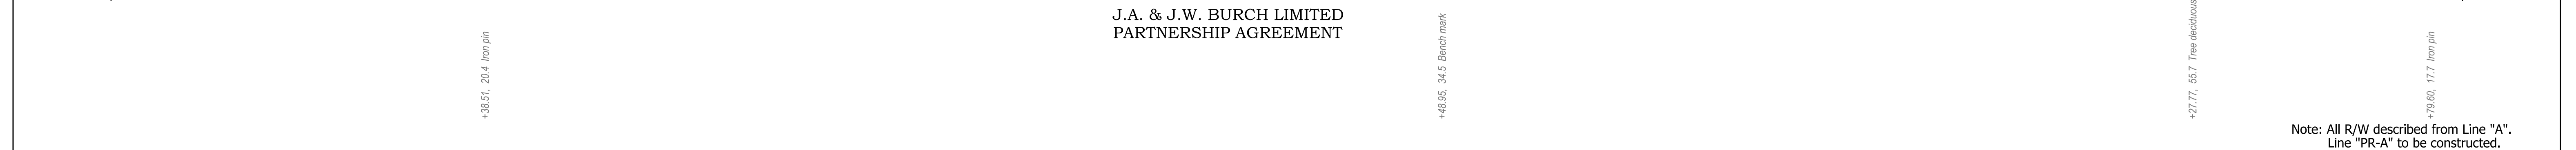 J.A. & J.W. BURCH LIMITED
PARTNERSHIP AGREEMENT
+38.51, 20.4 Iron pin
+48.95, 34.5 Bench mark
+27.77, 55.7 Tree deciduous
+79.60, 17.7 Iron pin
Note: All R/W described from Line "A".
Line "PR-A" to be constructed.